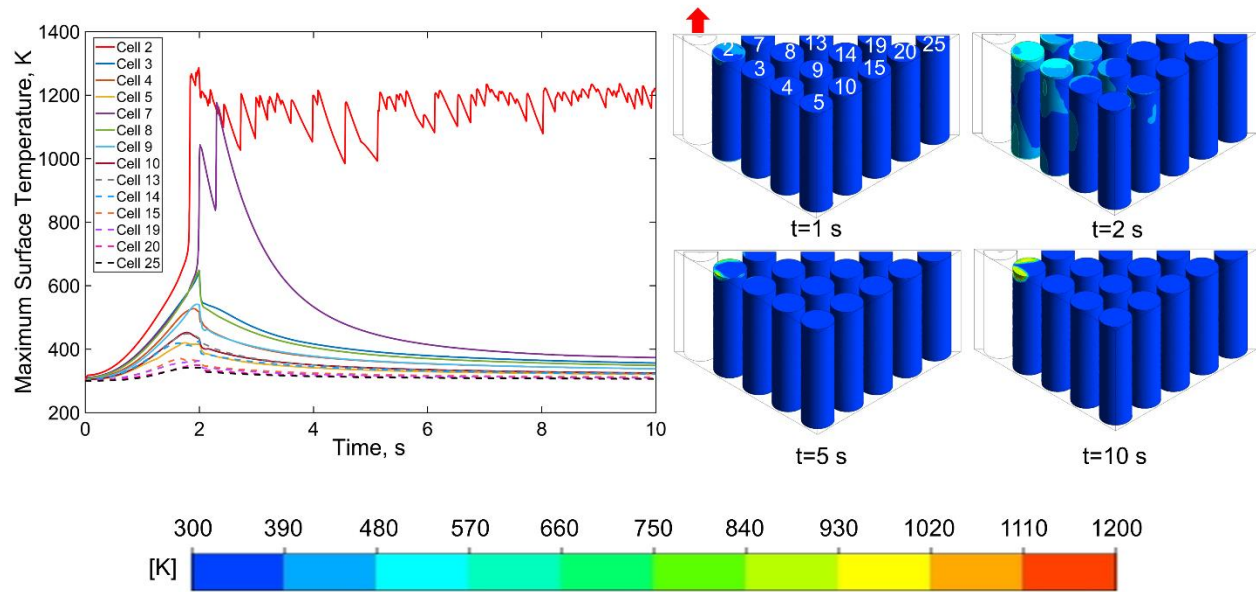 Maximum Surface Temperature, K
1400
1200
1000
800
600
400
200
0 2 4 6 8 10
Time, s
Cell 2
Cell 3
Cell 4
Cell 5
Cell 7
Cell 8
Cell 9
Cell 10
Cell 13
Cell 14
Cell 15
Cell 19
Cell 20
Cell 25
2 7 8 13 14 19 20 25
3 9 15
4 10
5
t=1 s
t=2 s
t=5 s
t=10 s
300 390 480 570 660 750 840 930 1020 1110 1200
[K]